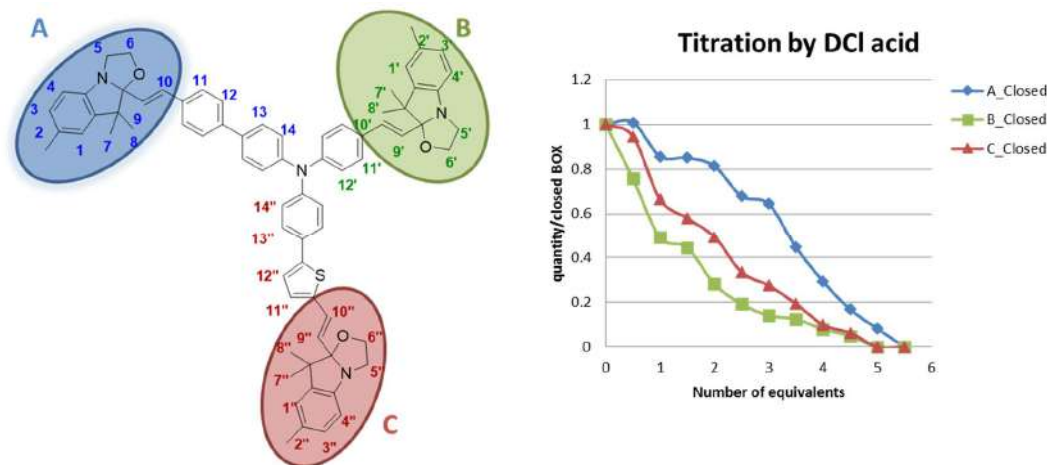 A
B
5
6
O
N
4
3
2
1
7
8
9
10
11
12
13
14
2'
3'
1'
4'
7'
8'
N
10'
9'
O
5'
6'
11'
12'
N
14"
13"
12"
S
11"
10"
9"
6"
8"
O
7"
N
5'
1"
4"
2"
3"
C
Titration by DCl acid
quantity/closed BOX
1.2
1
0.8
0.6
0.4
0.2
0
0 1 2 3 4 5 6
Number of equivalents
A_Closed
B_Closed
C_Closed